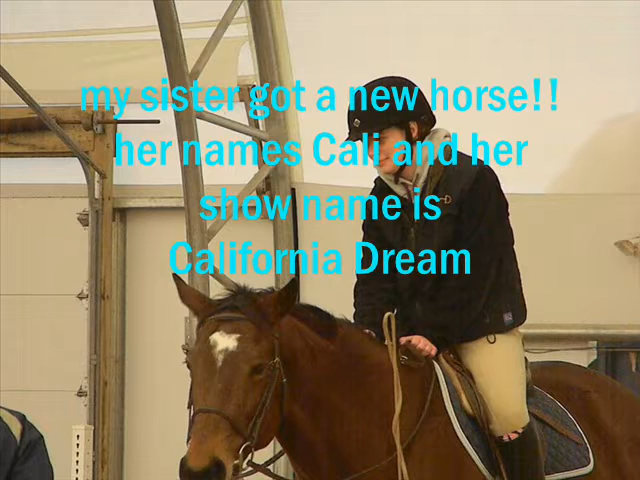 my sister got a new horse!!
her names Cali and her
show name is
California Dream